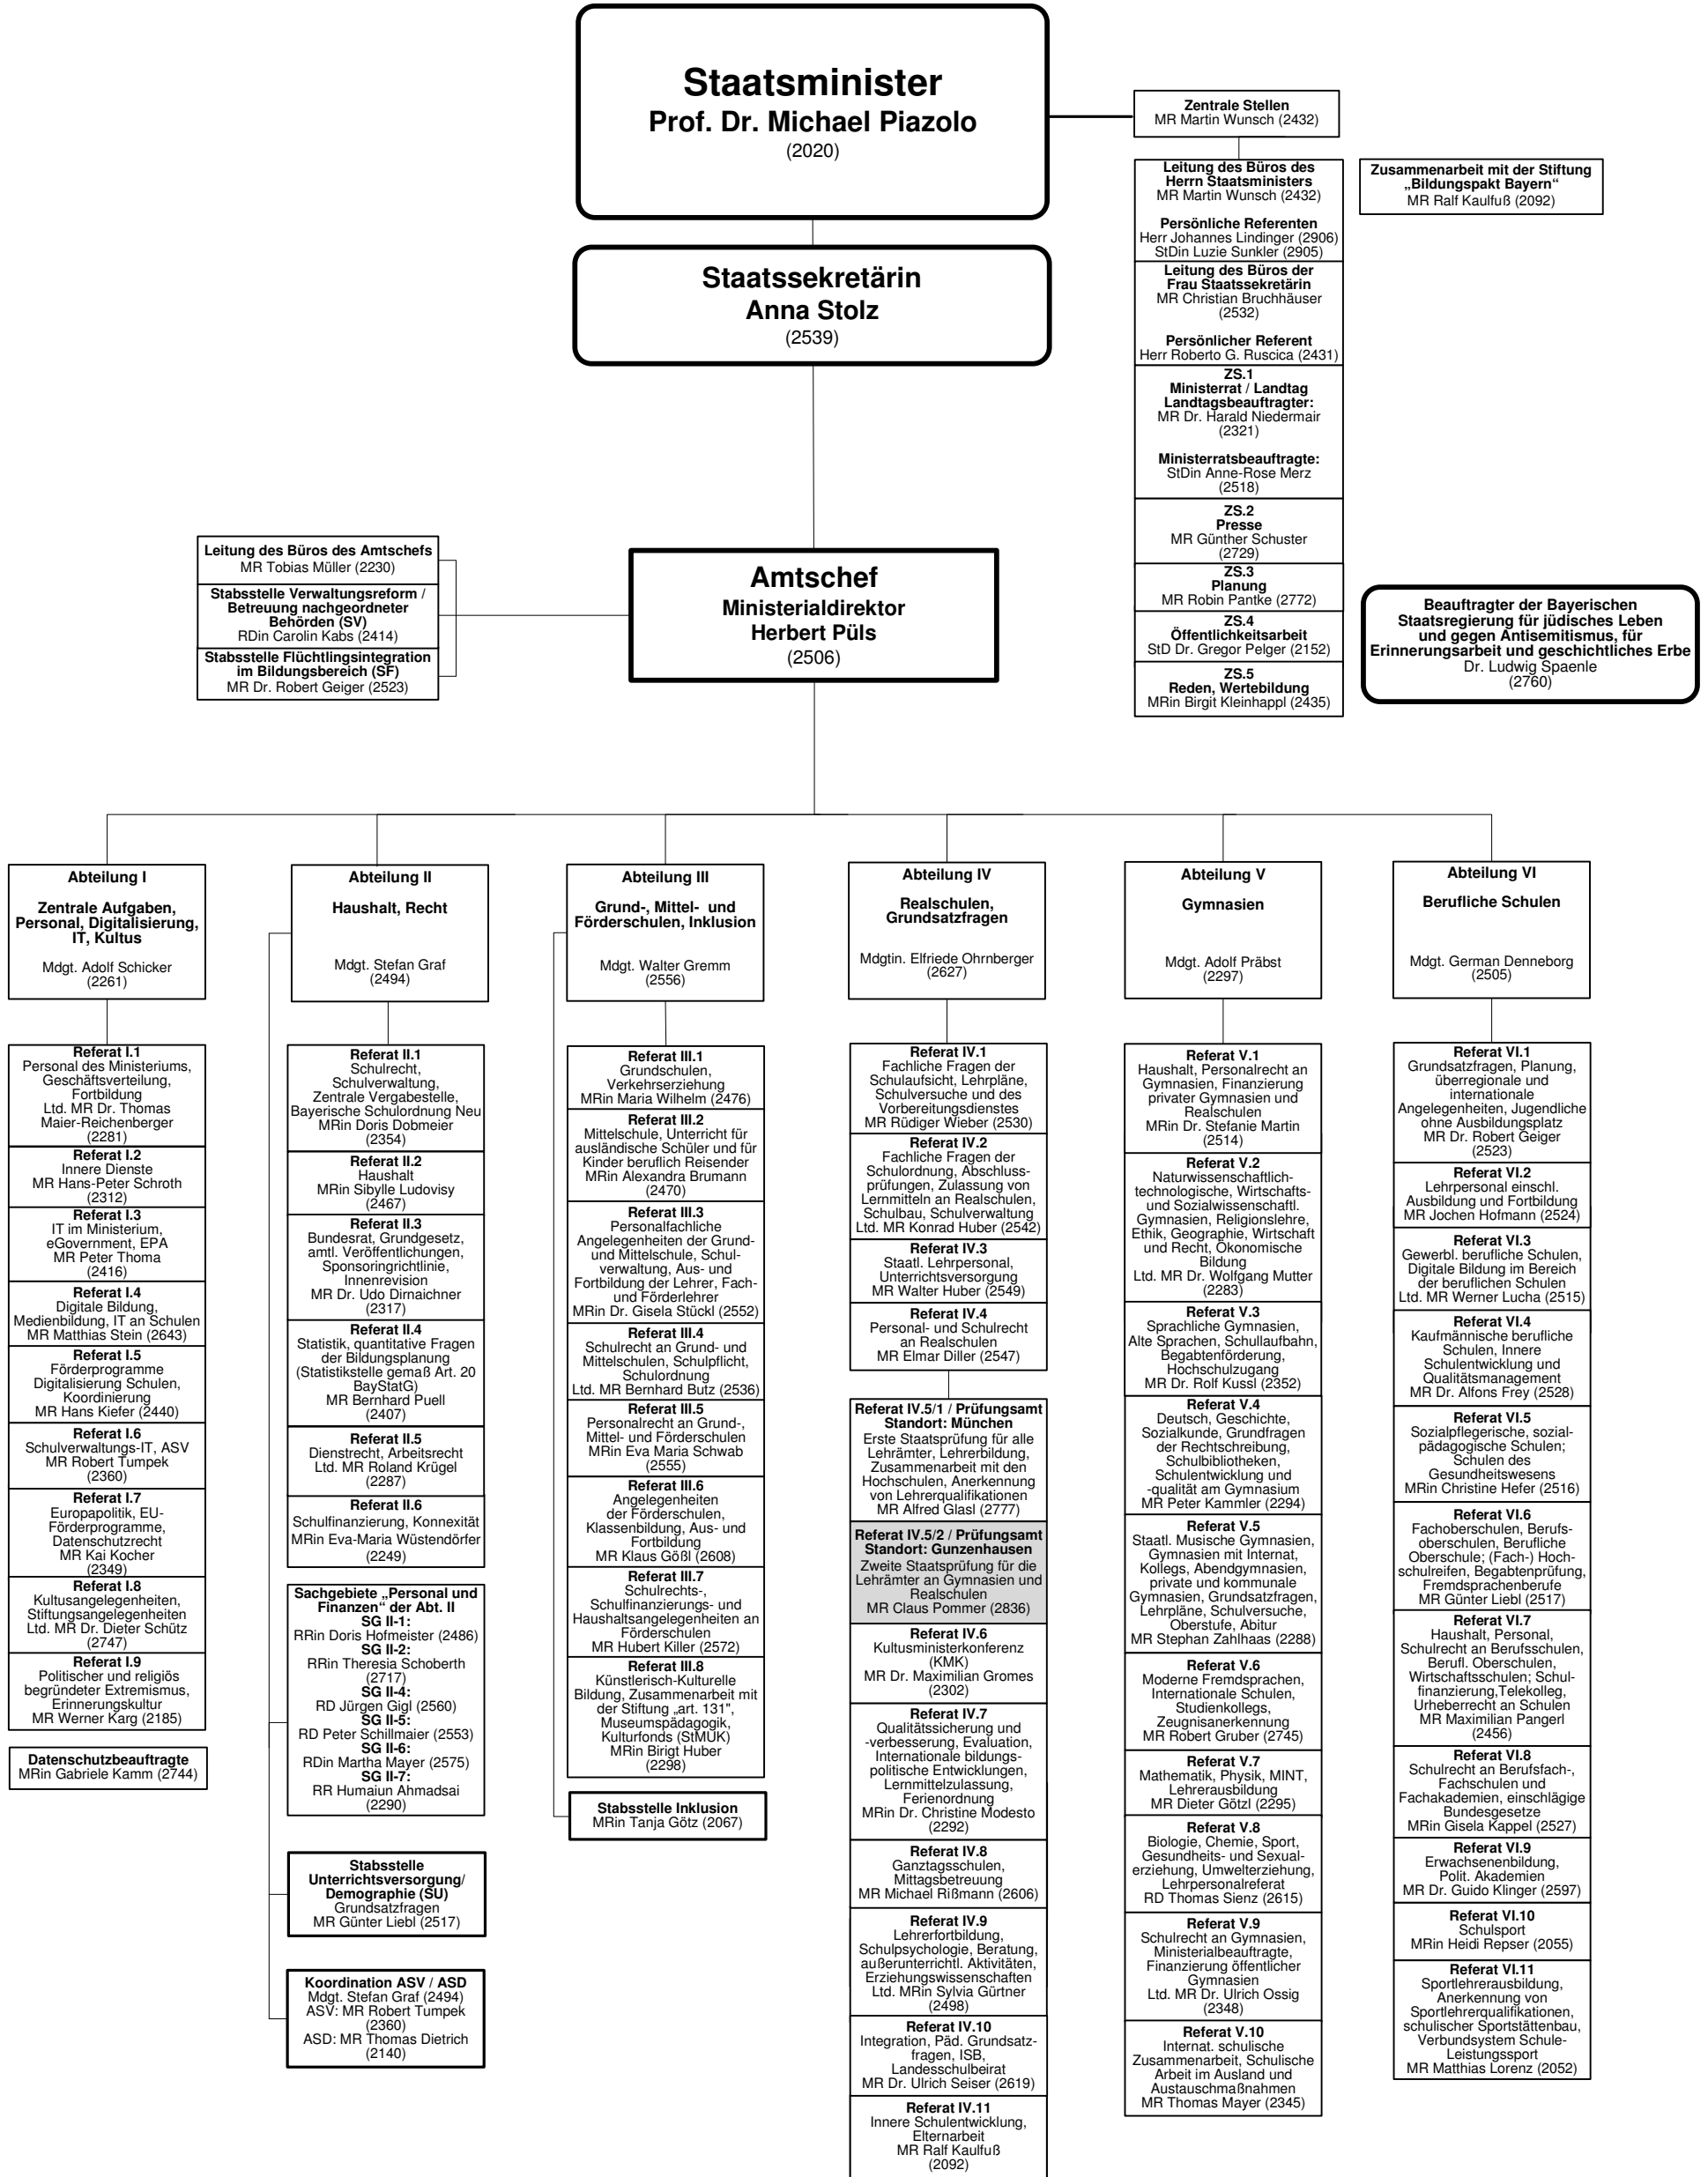 Staatsminister
Prof. Dr. Michael Piazolo
(2020)
Zentrale Stellen
MR Martin Wunsch (2432)
Leitung des Büros des
Herrn Staatsministers
MR Martin Wunsch (2432)
Persönliche Referenten
Herr Johannes Lindinger (2906)
StDin Luzie Sunkler (2905)
Leitung des Büros der
Frau Staatssekretärin
MR Christian Bruchhäuser
(2532)
Persönlicher Referent
Herr Roberto G. Ruscica (2431)
ZS.1
Ministerrat / Landtag
Landtagsbeauftragter:
MR Dr. Harald Niedermair
(2321)
Ministerratsbeauftragte:
StDin Anne-Rose Merz
(2518)
ZS.2
Presse
MR Günther Schuster
(2729)
ZS.3
Planung
MR Robin Pantke (2772)
ZS.4
Öffentlichkeitsarbeit
StD Dr. Gregor Pelger (2152)
ZS.5
Reden, Wertebildung
MRin Birgit Kleinhappl (2435)
Zusammenarbeit mit der Stiftung
„Bildungspakt Bayern“
MR Ralf Kaulfuß (2092)
Beauftragter der Bayerischen
Staatsregierung für jüdisches Leben
und gegen Antisemitismus, für
Erinnerungsarbeit und geschichtliches Erbe
Dr. Ludwig Spaenle
(2760)
Staatssekretärin
Anna Stolz
(2539)
Leitung des Büros des Amtschefs
MR Tobias Müller (2230)
Stabsstelle Verwaltungsreform /
Betreuung nachgeordneter
Behörden (SV)
RDin Carolin Kabs (2414)
Stabsstelle Flüchtlingsintegration
im Bildungsbereich (SF)
MR Dr. Robert Geiger (2523)
Amtschef
Ministerialdirektor
Herbert Püls
(2506)
Abteilung I
Zentrale Aufgaben,
Personal, Digitalisierung,
IT, Kultus
Mdgt. Adolf Schicker
(2261)
Referat I.1
Personal des Ministeriums,
Geschäftsverteilung,
Fortbildung
Ltd. MR Dr. Thomas
Maier-Reichenberger
(2281)
Referat I.2
Innere Dienste
MR Hans-Peter Schroth
(2312)
Referat I.3
IT im Ministerium,
eGovernment, EPA
MR Peter Thoma
(2416)
Referat I.4
Digitale Bildung,
Medienbildung, IT an Schulen
MR Matthias Stein (2643)
Referat I.5
Förderprogramme
Digitalisierung Schulen,
Koordinierung
MR Hans Kiefer (2440)
Referat I.6
Schulverwaltungs-IT, ASV
MR Robert Tumpek
(2360)
Referat I.7
Europapolitik, EU-
Förderprogramme,
Datenschutzrecht
MR Kai Kocher
(2349)
Referat I.8
Kultusangelegenheiten,
Stiftungsangelegenheiten
Ltd. MR Dr. Dieter Schütz
(2747)
Referat I.9
Politischer und religiös
begründeter Extremismus,
Erinnerungskultur
MR Werner Karg (2185)
Datenschutzbeauftragte
MRin Gabriele Kamm (2744)
Abteilung II
Haushalt, Recht
Mdgt. Stefan Graf
(2494)
Referat II.1
Schulrecht,
Schulverwaltung,
Zentrale Vergabestelle,
Bayerische Schulordnung Neu
MRin Doris Dobmeier
(2354)
Referat II.2
Haushalt
MRin Sibylle Ludovisy
(2467)
Referat II.3
Bundesrat, Grundgesetz,
amtl. Veröffentlichungen,
Sponsoringrichtlinie,
Innenrevision
MR Dr. Udo Dirnaichner
(2317)
Referat II.4
Statistik, quantitative Fragen
der Bildungsplanung
(Statistikstelle gemäß Art. 20
BayStatG)
MR Bernhard Puell
(2407)
Referat II.5
Dienstrecht, Arbeitsrecht
Ltd. MR Roland Krügel
(2287)
Referat II.6
Schulfinanzierung, Konnexität
MRin Eva-Maria Wüstendörfer
(2249)
Sachgebiete „Personal und
Finanzen“ der Abt. II
SG II-1:
RRin Doris Hofmeister (2486)
SG II-2:
RRin Theresia Schoberth
(2717)
SG II-4:
RD Jürgen Gigl (2560)
SG II-5:
RD Peter Schillmaier (2553)
SG II-6:
RDin Martha Mayer (2575)
SG II-7:
RR Humaiun Ahmadsai
(2290)
Stabsstelle
Unterrichtsversorgung/
Demographie (SU)
Grundsatzfragen
MR Günter Liebl (2517)
Koordination ASV / ASD
Mdgt. Stefan Graf (2494)
ASV: MR Robert Tumpek
(2360)
ASD: MR Thomas Dietrich
(2140)
Abteilung III
Grund-, Mittel- und
Förderschulen, Inklusion
Mdgt. Walter Gremm
(2556)
Referat III.1
Grundschulen,
Verkehrserziehung
MRin Maria Wilhelm (2476)
Referat III.2
Mittelschule, Unterricht für
ausländische Schüler und für
Kinder beruflich Reisender
MRin Alexandra Brumann
(2470)
Referat III.3
Personalfachliche
Angelegenheiten der Grund-
und Mittelschule, Schul-
verwaltung, Aus- und
Fortbildung der Lehrer, Fach-
und Förderlehrer
MRin Dr. Gisela Stückl (2552)
Referat III.4
Schulrecht an Grund- und
Mittelschulen, Schulpflicht,
Schulordnung
Ltd. MR Bernhard Butz (2536)
Referat III.5
Personalrecht an Grund-,
Mittel- und Förderschulen
MRin Eva Maria Schwab
(2555)
Referat III.6
Angelegenheiten
der Förderschulen,
Klassenbildung, Aus- und
Fortbildung
MR Klaus Gößl (2608)
Referat III.7
Schulrechts-,
Schulfinanzierungs- und
Haushaltsangelegenheiten an
Förderschulen
MR Hubert Killer (2572)
Referat III.8
Künstlerisch-Kulturelle
Bildung, Zusammenarbeit mit
der Stiftung „art. 131",
Museumspädagogik,
Kulturfonds (StMUK)
MRin Birigt Huber
(2298)
Stabsstelle Inklusion
MRin Tanja Götz (2067)
Abteilung IV
Realschulen,
Grundsatzfragen
Mdgtin. Elfriede Ohrnberger
(2627)
Referat IV.1
Fachliche Fragen der
Schulaufsicht, Lehrpläne,
Schulversuche und des
Vorbereitungsdienstes
MR Rüdiger Wieber (2530)
Referat IV.2
Fachliche Fragen der
Schulordnung, Abschluss-
prüfungen, Zulassung von
Lernmitteln an Realschulen,
Schulbau, Schulverwaltung
Ltd. MR Konrad Huber (2542)
Referat IV.3
Staatl. Lehrpersonal,
Unterrichtsversorgung
MR Walter Huber (2549)
Referat IV.4
Personal- und Schulrecht
an Realschulen
MR Elmar Diller (2547)
Referat IV.5/1 / Prüfungsamt
Standort: München
Erste Staatsprüfung für alle
Lehrämter, Lehrerbildung,
Zusammenarbeit mit den
Hochschulen, Anerkennung
von Lehrerqualifikationen
MR Alfred Glasl (2777)
Referat IV.5/2 / Prüfungsamt
Standort: Gunzenhausen
Zweite Staatsprüfung für die
Lehrämter an Gymnasien und
Realschulen
MR Claus Pommer (2836)
Referat IV.6
Kultusministerkonferenz
(KMK)
MR Dr. Maximilian Gromes
(2302)
Referat IV.7
Qualitätssicherung und
-verbesserung, Evaluation,
Internationale bildungs-
politische Entwicklungen,
Lernmittelzulassung,
Ferienordnung
MRin Dr. Christine Modesto
(2292)
Referat IV.8
Ganztagsschulen,
Mittagsbetreuung
MR Michael Rißmann (2606)
Referat IV.9
Lehrerfortbildung,
Schulpsychologie, Beratung,
außerunterrichtl. Aktivitäten,
Erziehungswissenschaften
Ltd. MRin Sylvia Gürtner
(2498)
Referat IV.10
Integration, Päd. Grundsatz-
fragen, ISB,
Landesschulbeirat
MR Dr. Ulrich Seiser (2619)
Referat IV.11
Innere Schulentwicklung,
Elternarbeit
MR Ralf Kaulfuß
(2092)
Abteilung V
Gymnasien
Mdgt. Adolf Präbst
(2297)
Referat V.1
Haushalt, Personalrecht an
Gymnasien, Finanzierung
privater Gymnasien und
Realschulen
MRin Dr. Stefanie Martin
(2514)
Referat V.2
Naturwissenschaftlich-
technologische, Wirtschafts-
und Sozialwissenschaftl.
Gymnasien, Religionslehre,
Ethik, Geographie, Wirtschaft
und Recht, Ökonomische
Bildung
Ltd. MR Dr. Wolfgang Mutter
(2283)
Referat V.3
Sprachliche Gymnasien,
Alte Sprachen, Schullaufbahn,
Begabtenförderung,
Hochschulzugang
MR Dr. Rolf Kussl (2352)
Referat V.4
Deutsch, Geschichte,
Sozialkunde, Grundfragen
der Rechtschreibung,
Schulbibliotheken,
Schulentwicklung und
-qualität am Gymnasium
MR Peter Kammler (2294)
Referat V.5
Staatl. Musische Gymnasien,
Gymnasien mit Internat,
Kollegs, Abendgymnasien,
private und kommunale
Gymnasien, Grundsatzfragen,
Lehrpläne, Schulversuche,
Oberstufe, Abitur
MR Stephan Zahlhaas (2288)
Referat V.6
Moderne Fremdsprachen,
Internationale Schulen,
Studienkollegs,
Zeugnisanerkennung
MR Robert Gruber (2745)
Referat V.7
Mathematik, Physik, MINT,
Lehrerausbildung
MR Dieter Götzl (2295)
Referat V.8
Biologie, Chemie, Sport,
Gesundheits- und Sexual-
erziehung, Umwelterziehung,
Lehrpersonalreferat
RD Thomas Sienz (2615)
Referat V.9
Schulrecht an Gymnasien,
Ministerialbeauftragte,
Finanzierung öffentlicher
Gymnasien
Ltd. MR Dr. Ulrich Ossig
(2348)
Referat V.10
Internat. schulische
Zusammenarbeit, Schulische
Arbeit im Ausland und
Austauschmaßnahmen
MR Thomas Mayer (2345)
Abteilung VI
Berufliche Schulen
Mdgt. German Denneborg
(2505)
Referat VI.1
Grundsatzfragen, Planung,
überregionale und
internationale
Angelegenheiten, Jugendliche
ohne Ausbildungsplatz
MR Dr. Robert Geiger
(2523)
Referat VI.2
Lehrpersonal einschl.
Ausbildung und Fortbildung
MR Jochen Hofmann (2524)
Referat VI.3
Gewerbl. berufliche Schulen,
Digitale Bildung im Bereich
der beruflichen Schulen
Ltd. MR Werner Lucha (2515)
Referat VI.4
Kaufmännische berufliche
Schulen, Innere
Schulentwicklung und
Qualitätsmanagement
MR Dr. Alfons Frey (2528)
Referat VI.5
Sozialpflegerische, sozial-
pädagogische Schulen;
Schulen des
Gesundheitswesens
MRin Christine Hefer (2516)
Referat VI.6
Fachoberschulen, Berufs-
oberschulen, Berufliche
Oberschule; (Fach-) Hoch-
schulreifen, Begabtenprüfung,
Fremdsprachenberufe
MR Günter Liebl (2517)
Referat VI.7
Haushalt, Personal,
Schulrecht an Berufsschulen,
Berufl. Oberschulen,
Wirtschaftsschulen; Schul-
finanzierung,Telekolleg,
Urheberrecht an Schulen
MR Maximilian Pangerl
(2456)
Referat VI.8
Schulrecht an Berufsfach-,
Fachschulen und
Fachakademien, einschlägige
Bundesgesetze
MRin Gisela Kappel (2527)
Referat VI.9
Erwachsenenbildung,
Polit. Akademien
MR Dr. Guido Klinger (2597)
Referat VI.10
Schulsport
MRin Heidi Repser (2055)
Referat VI.11
Sportlehrerausbildung,
Anerkennung von
Sportlehrerqualifikationen,
schulischer Sportstättenbau,
Verbundsystem Schule-
Leistungssport
MR Matthias Lorenz (2052)